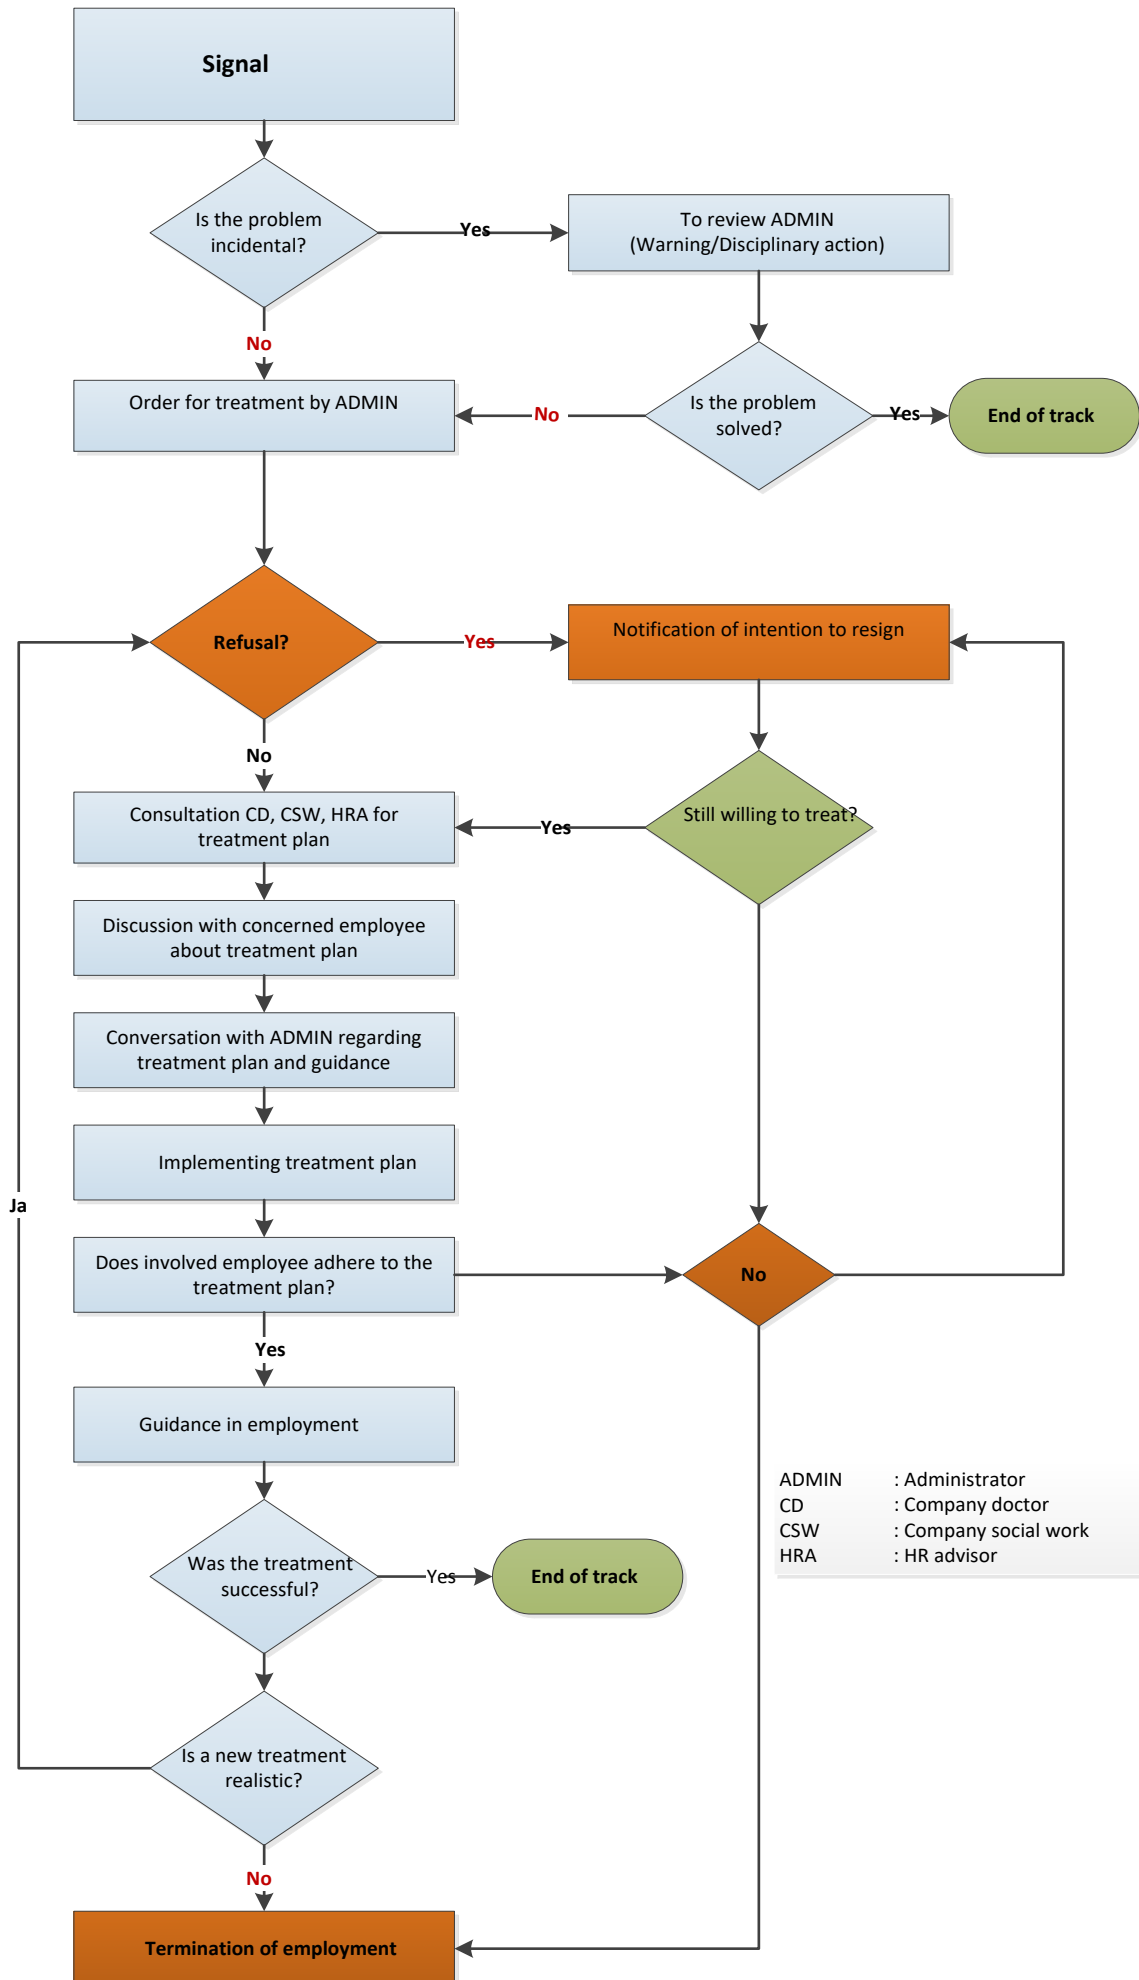 Signal
Is the problem
incidental?
Yes
To review ADMIN
(Warning/Disciplinary action)
No
Order for treatment by ADMIN
No
Is the problem
solved?
Yes
End of track
Refusal?
Yes
Notification of intention to resign
No
Consultation CD, CSW, HRA for
treatment plan
Yes
Still willing to treat?
Discussion with concerned employee
about treatment plan
Conversation with ADMIN regarding
treatment plan and guidance
Implementing treatment plan
Ja
Does involved employee adhere to the
treatment plan?
No
Yes
Guidance in employment
ADMIN : Administrator
CD : Company doctor
CSW : Company social work
HRA : HR advisor
Was the treatment
successful?
Yes
End of track
Is a new treatment
realistic?
No
Termination of employment